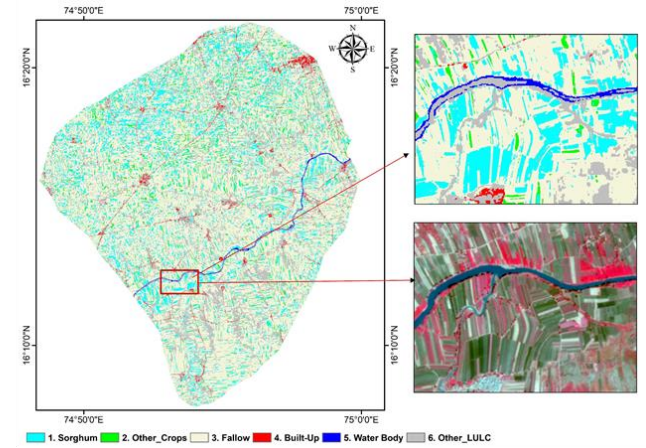 74°50'0"E 75°0'0"E
N
W E
S
16°20'0"N 16°20'0"N
16°10'0"N 16°10'0"N
74°50'0"E 75°0'0"E
1. Sorghum 2. Other_Crops 3. Fallow 4. Built-Up 5. Water Body 6. Other_LULC